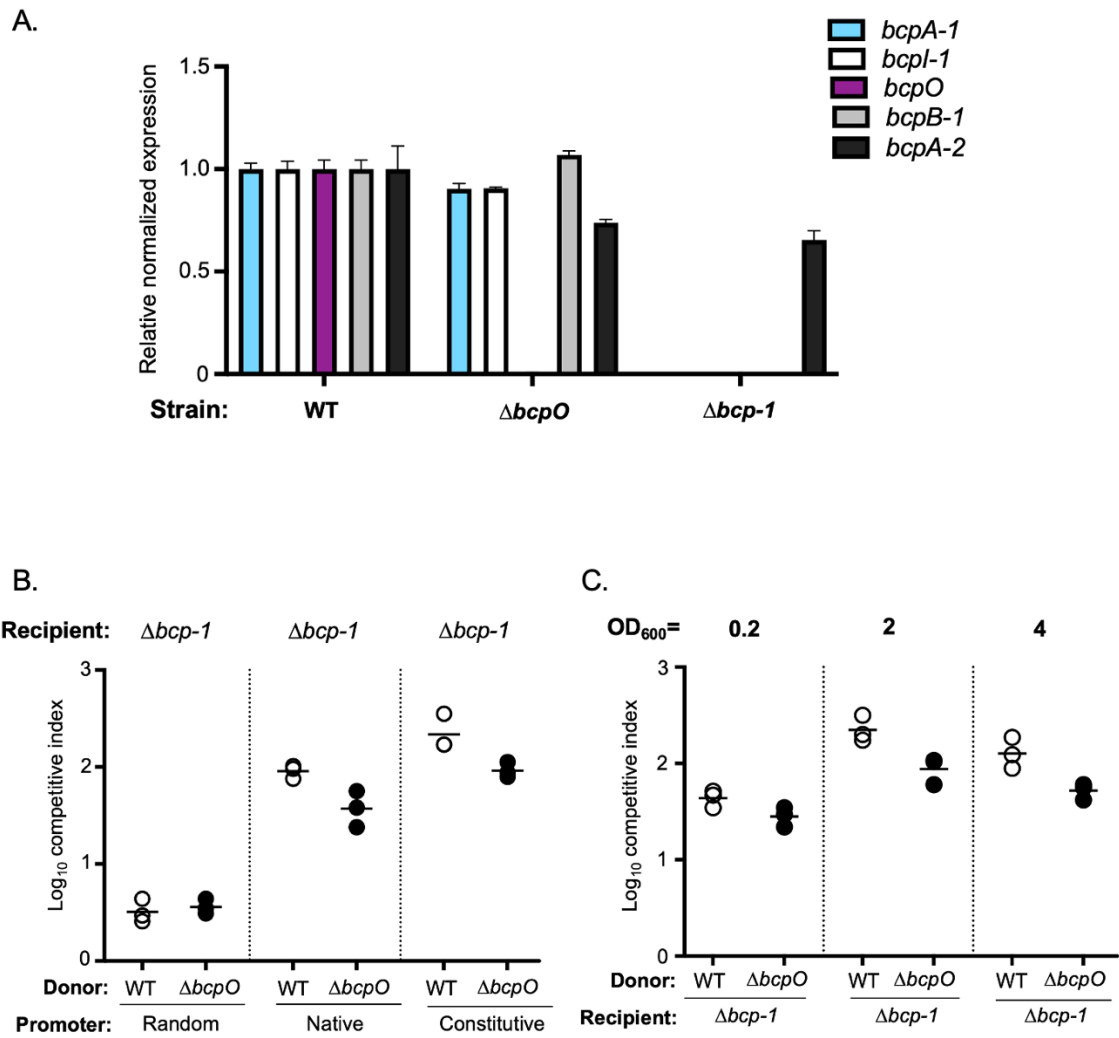 A.
bcpA-1
bcpI-1
bcpO
bcpB-1
bcpA-2
Relative normalized expression
1.5
1.0
0.5
0
Strain: WT ΔbcpO Δbcp-1
B.
Recipient: Δbcp-1 Δbcp-1 Δbcp-1
Log10 competitive index
3
2
1
0
Donor: WT ΔbcpO WT ΔbcpO WT ΔbcpO
Promoter: Random Native Constitutive
C.
OD600= 0.2 2 4
Log10 competitive index
3
2
1
0
Donor: WT ΔbcpO WT ΔbcpO WT ΔbcpO
Recipient: Δbcp-1 Δbcp-1 Δbcp-1